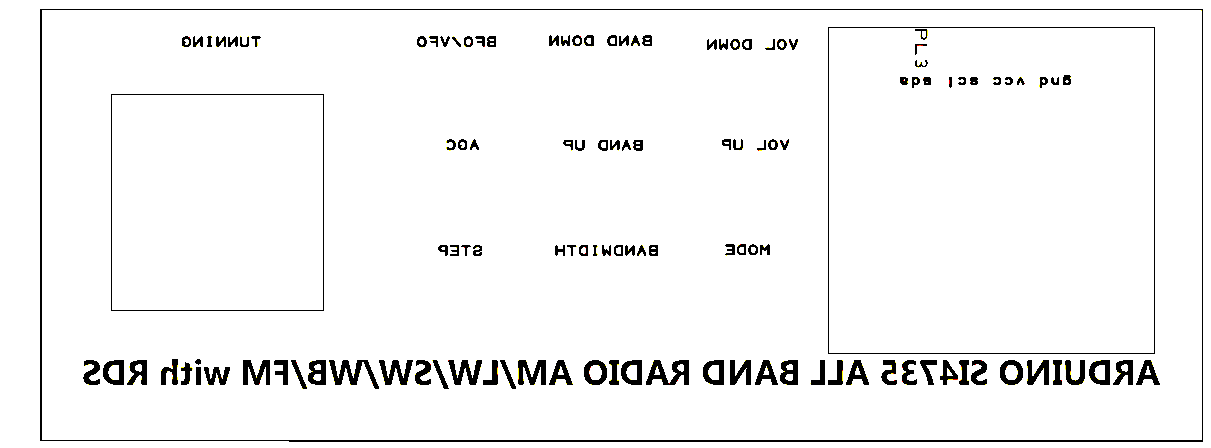 PL3
gnd vcc scl sda
VOL DOWN
BAND DOWN
BFO/VFO
TUNNING
VOL UP
BAND UP
AGC
MODE
BANDWIDTH
STEP
ARDUINO SI4735 ALL BAND RADIO AM/LW/SW/WB/FM with RDS